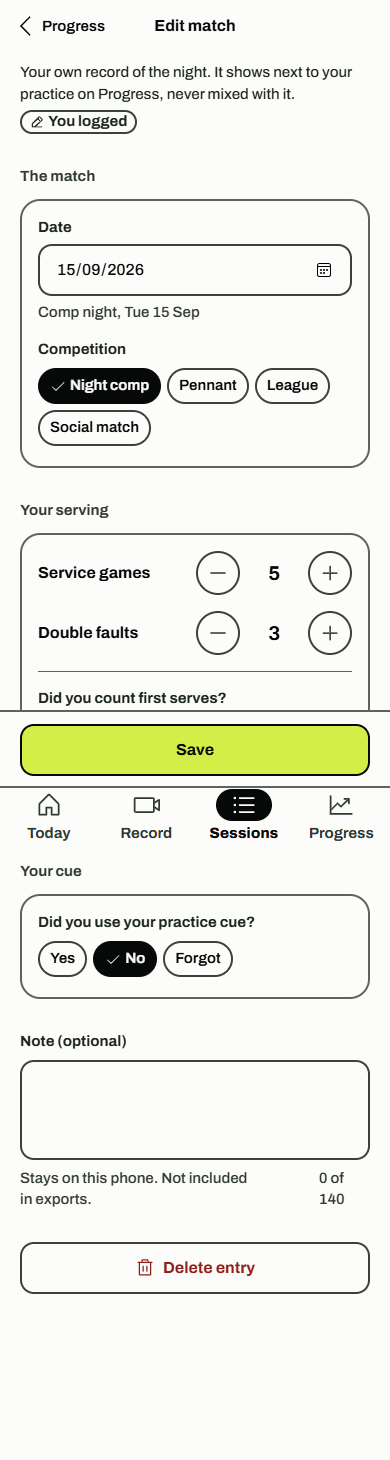 Progress
Edit match
Your own record of the night. It shows next to your
practice on Progress, never mixed with it.
You logged
The match
Date
15/09/2026
Comp night, Tue 15 Sep
Competition
Night comp
Pennant
League
Social match
Your serving
Service games
5
Double faults
3
Did you count first serves?
Save
Today
Record
Sessions
Progress
Your cue
Did you use your practice cue?
Yes
No
Forgot
Note (optional)
Stays on this phone. Not included
in exports.
0 of
140
Delete entry